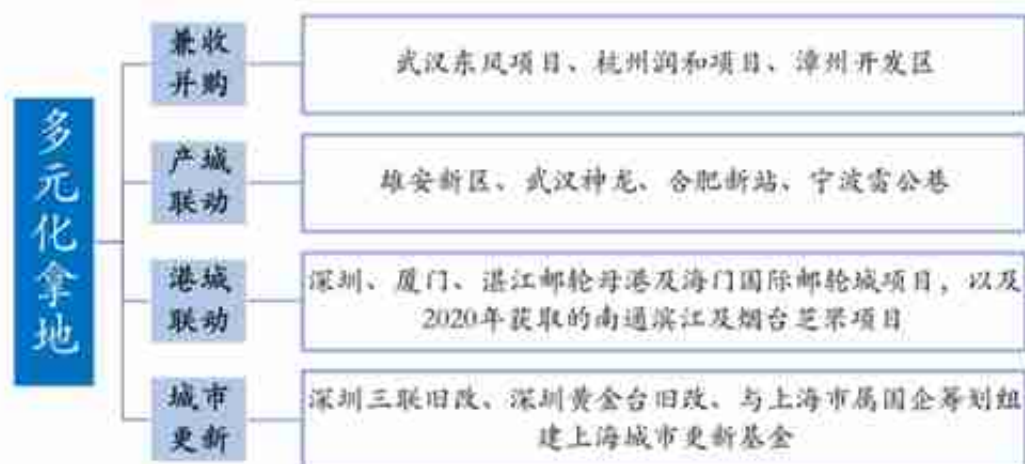 多元化拿地
兼收
并购
武汉东风项目、杭州润和项目、漳州开发区
产城
联动
雄安新区、武汉神龙、合肥新站、宁波雷公巷
港城
联动
深圳、厦门、湛江邮轮母港及海门国际邮轮城项目，以及
2020年获取的南通滨江及烟台芝罘项目
城市
更新
深圳三联旧改、深圳黄金台旧改、与上海市属国企筹划组
建上海城市更新基金